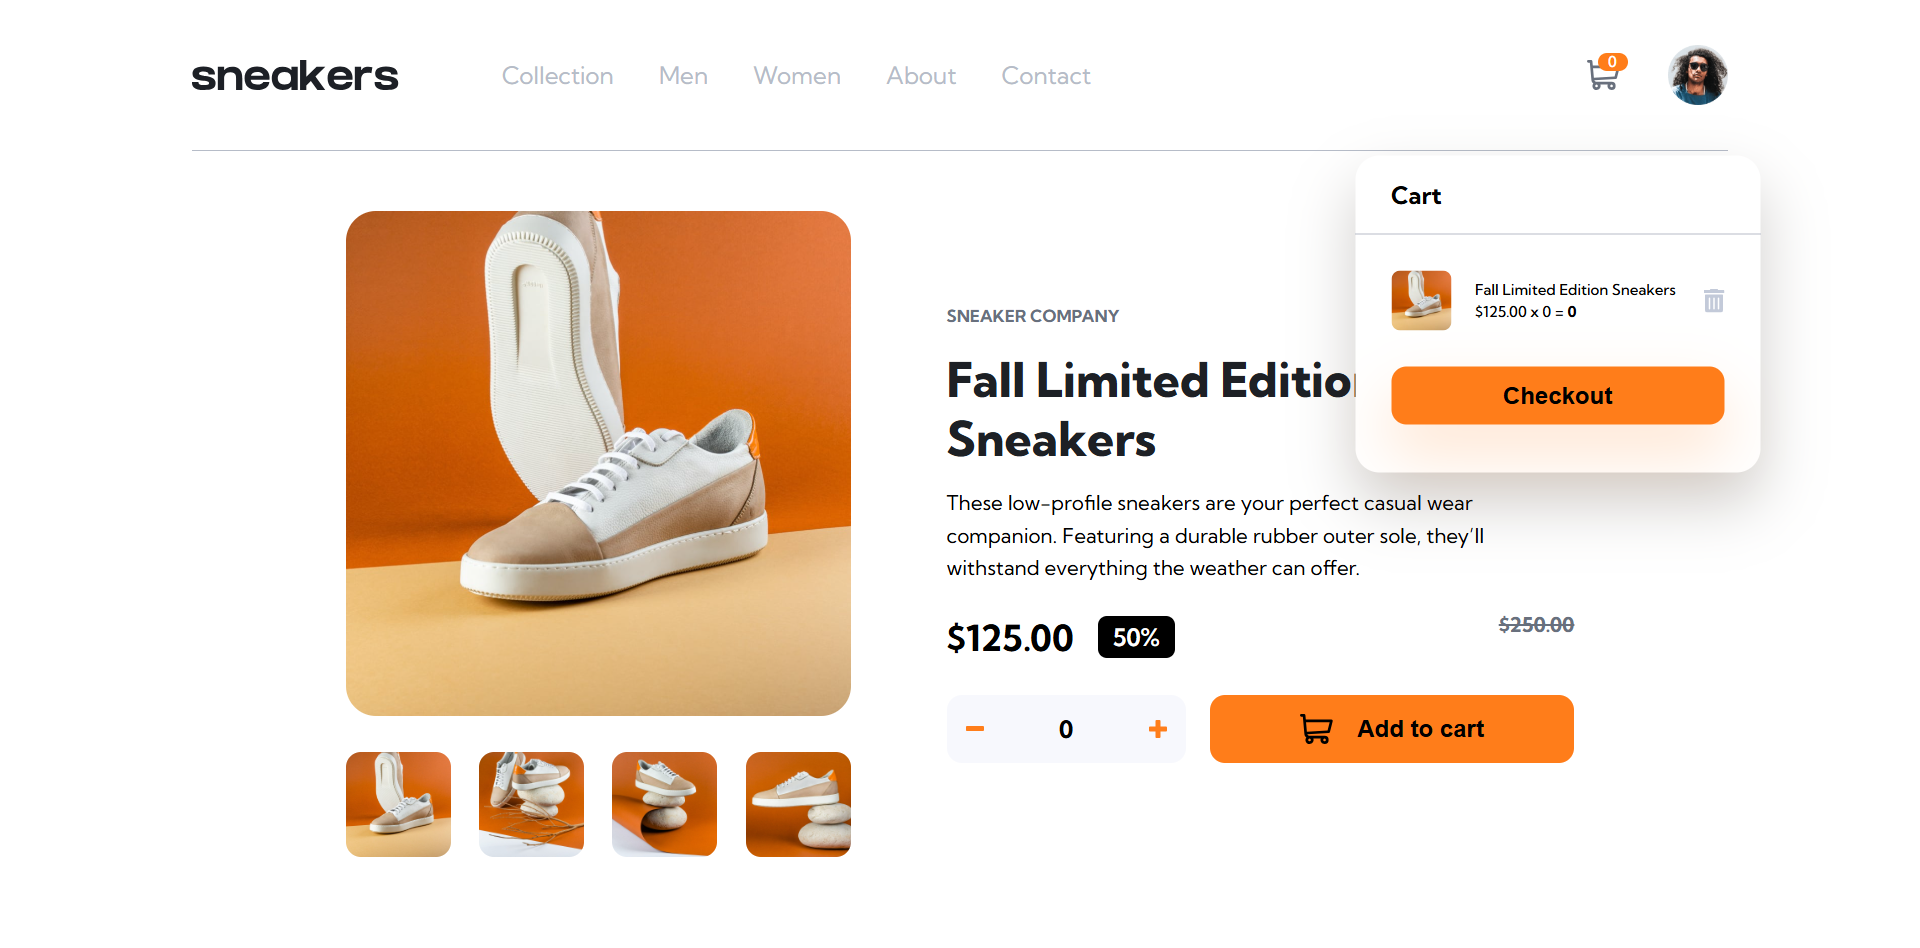 sneakers
Collection Men Women About Contact
0
Cart
Fall Limited Edition Sneakers
$125.00 x 0 = 0
Checkout
SNEAKER COMPANY
Fall Limited Edition
Sneakers
These low-profile sneakers are your perfect casual wear
companion. Featuring a durable rubber outer sole, they’ll
withstand everything the weather can offer.
$125.00 50% $250.00
0
Add to cart